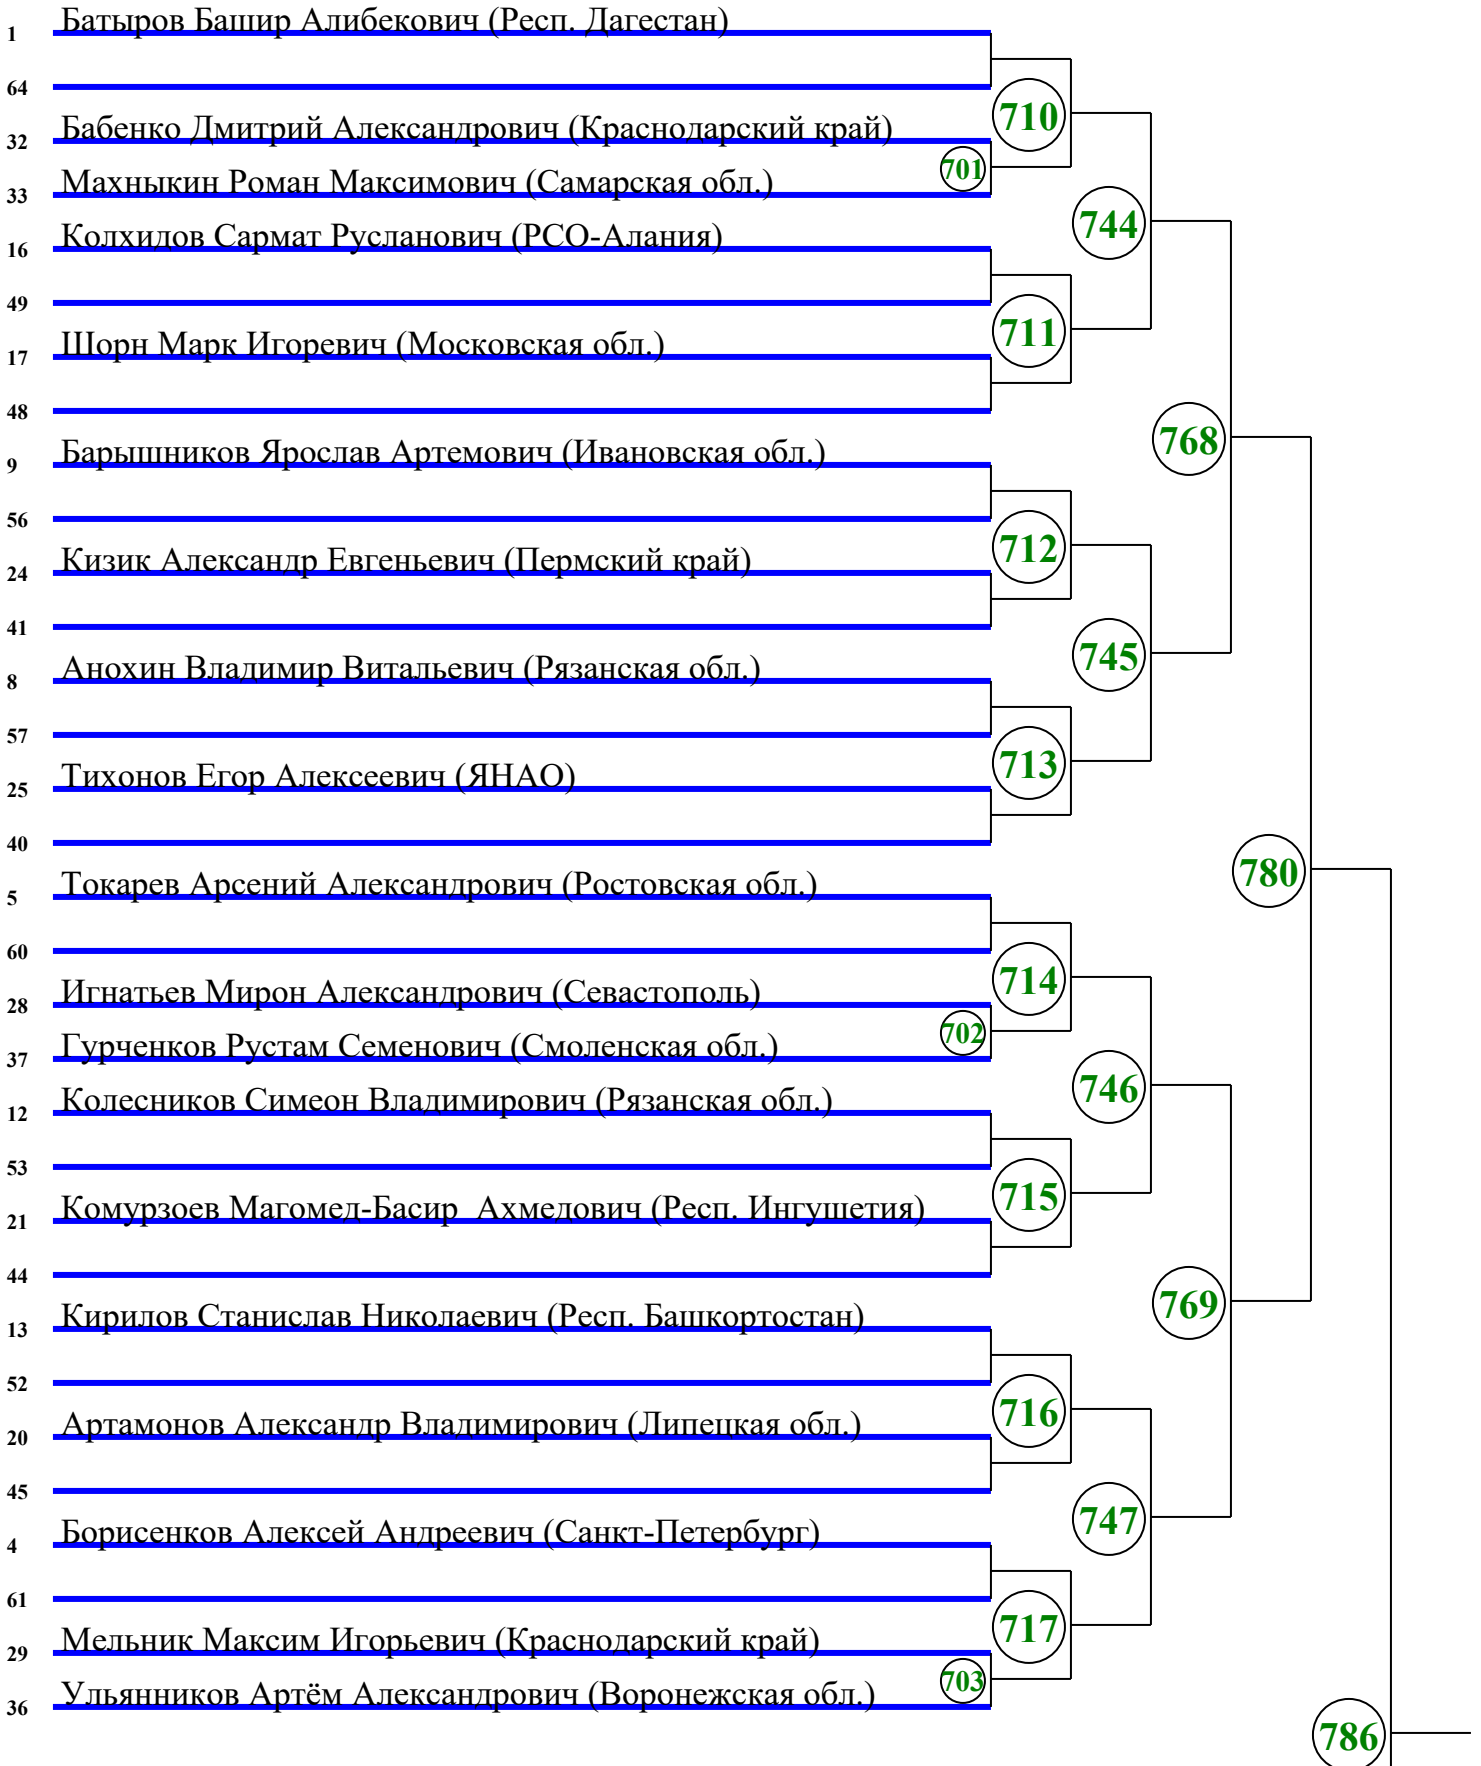 1 Батыров Башир Алибекович (Респ. Дагестан)
64
710
32 Бабенко Дмитрий Александрович (Краснодарский край)
701
33 Махныкин Роман Максимович (Самарская обл.)
744
16 Колхидов Сармат Русланович (РСО-Алания)
49
711
17 Шорн Марк Игоревич (Московская обл.)
48
768
9 Барышников Ярослав Артемович (Ивановская обл.)
56
712
24 Кизик Александр Евгеньевич (Пермский край)
41
745
8 Анохин Владимир Витальевич (Рязанская обл.)
57
713
25 Тихонов Егор Алексеевич (ЯНАО)
40
780
5 Токарев Арсений Александрович (Ростовская обл.)
60
714
28 Игнатьев Мирон Александрович (Севастополь)
702
37 Гурченков Рустам Семенович (Смоленская обл.)
746
12 Колесников Симеон Владимирович (Рязанская обл.)
53
715
21 Комурзоев Магомед-Басир  Ахмедович (Респ. Ингушетия)
44
769
13 Кирилов Станислав Николаевич (Респ. Башкортостан)
52
716
20 Артамонов Александр Владимирович (Липецкая обл.)
45
747
4 Борисенков Алексей Андреевич (Санкт-Петербург)
61
717
29 Мельник Максим Игорьевич (Краснодарский край)
703
36 Ульянников Артём Александрович (Воронежская обл.)
786